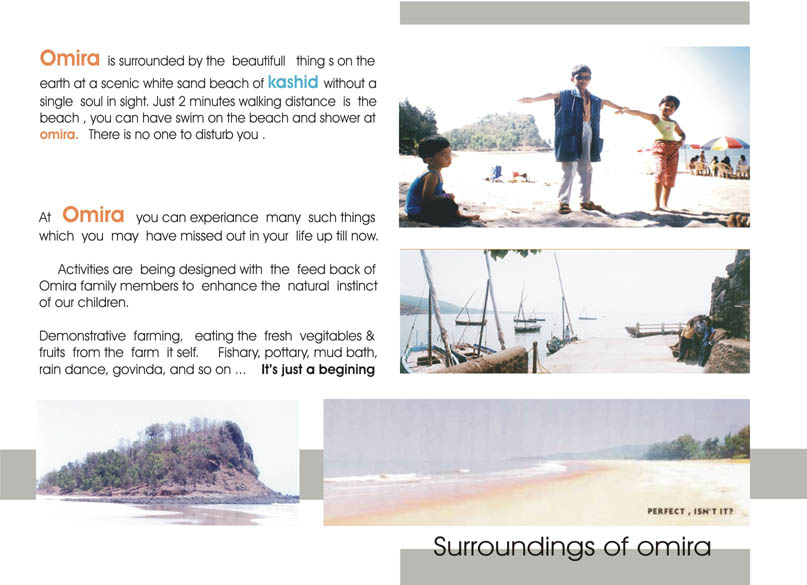 Omira is surrounded by the beautifull thing s on the
earth at a scenic white sand beach of kashid without a
single soul in sight. Just 2 minutes walking distance is the
beach , you can have swim on the beach and shower at
omira. There is no one to disturb you .
At Omira you can experiance many such things
which you may have missed out in your life up till now.
Activities are being designed with the feed back of
Omira family members to enhance the natural instinct
of our children.
Demonstrative farming, eating the fresh vegitables &
fruits from the farm it self. Fishary, pottary, mud bath,
rain dance, govinda, and so on ... It's just a begining
PERFECT , ISN'T IT?
Surroundings of omira